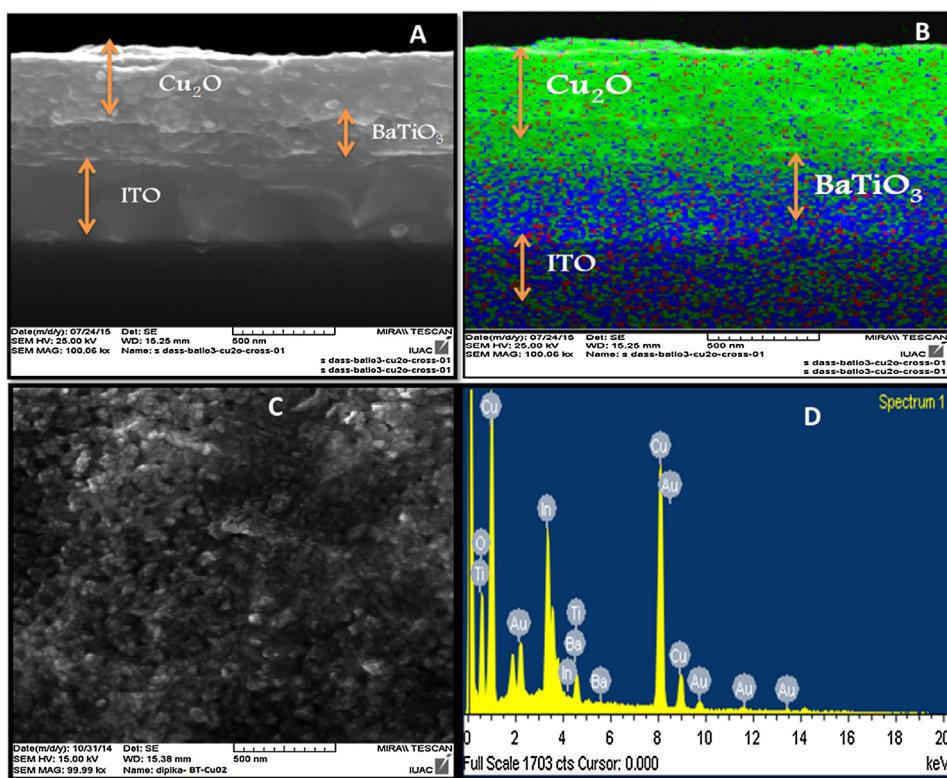 A
Cu2O
BaTiO3
ITO
Date(m/d/y): 07/24/15 Det: SE
SEM HV: 25.00 kV WD: 15.25 mm 500 nm
SEM MAG: 100.06 kx Name: s dass-batio3-cu2o-cross-01
MIRA\\ TESCAN
IUAC
s dass-batio3-cu2o-cross-01
s dass-batio3-cu2o-cross-01
B
Cu2O
BaTiO3
ITO
Date(m/d/y): 07/24/15 Det: SE
SEM HV: 25.00 kV WD: 15.25 mm 500 nm
SEM MAG: 100.06 kx Name: s dass-batio3-cu2o-cross-01
MIRA\\ TESCAN
IUAC
s dass-batio3-cu2o-cross-01
s dass-batio3-cu2o-cross-01
C
Date(m/d/y): 10/31/14 Det: SE
SEM HV: 15.00 kV WD: 15.38 mm 500 nm
SEM MAG: 99.99 kx Name: dipika- BT-Cu02
MIRA\\ TESCAN
IUAC
D
Spectrum 1
Cu
Cu
Au
In
O
Ti
Ti
Au
Ba
In
Ba
Cu
Au
Au
Au
0 2 4 6 8 10 12 14 16 18 20
Full Scale 1703 cts Cursor: 0.000 keV